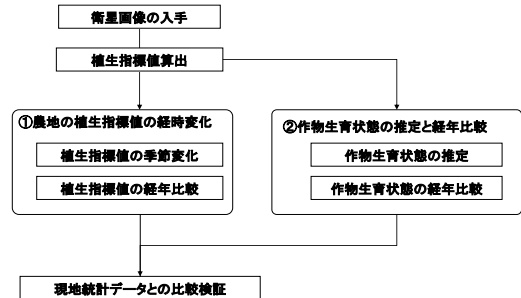 衛星画像の入手
植生指標値算出
①農地の植生指標値の経時変化
植生指標値の季節変化
植生指標値の経年比較
②作物生育状態の推定と経年比較
作物生育状態の推定
作物生育状態の経年比較
現地統計データとの比較検証